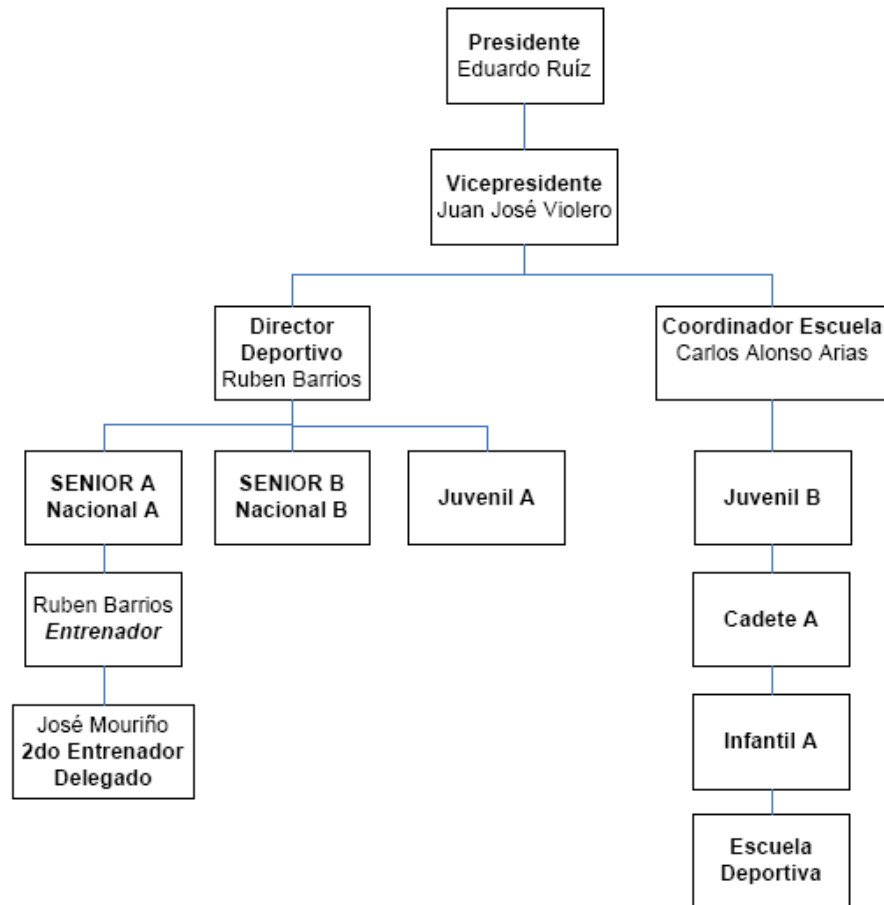 Presidente
Eduardo Ruíz
Vicepresidente
Juan José Violero
Director
Deportivo
Ruben Barrios
Coordinador Escuela
Carlos Alonso Arias
SENIOR A
Nacional A
SENIOR B
Nacional B
Juvenil A
Juvenil B
Ruben Barrios
Entrenador
Cadete A
José Mouriño
2do Entrenador
Delegado
Infantil A
Escuela
Deportiva